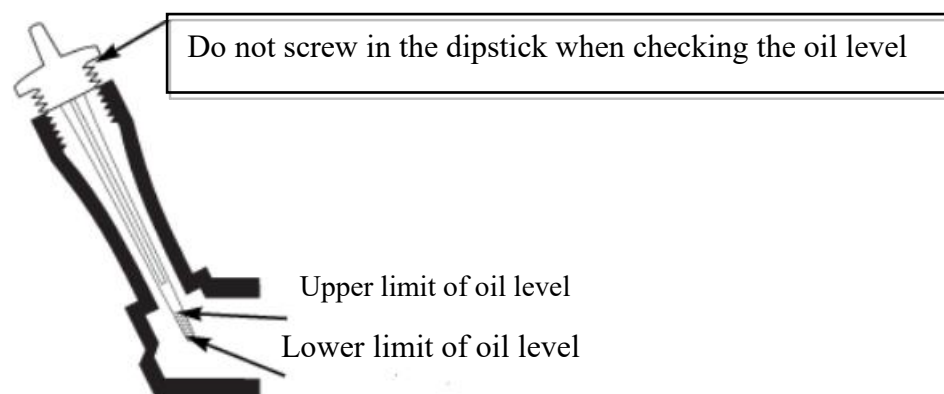 Do not screw in the dipstick when checking the oil level
Upper limit of oil level
Lower limit of oil level